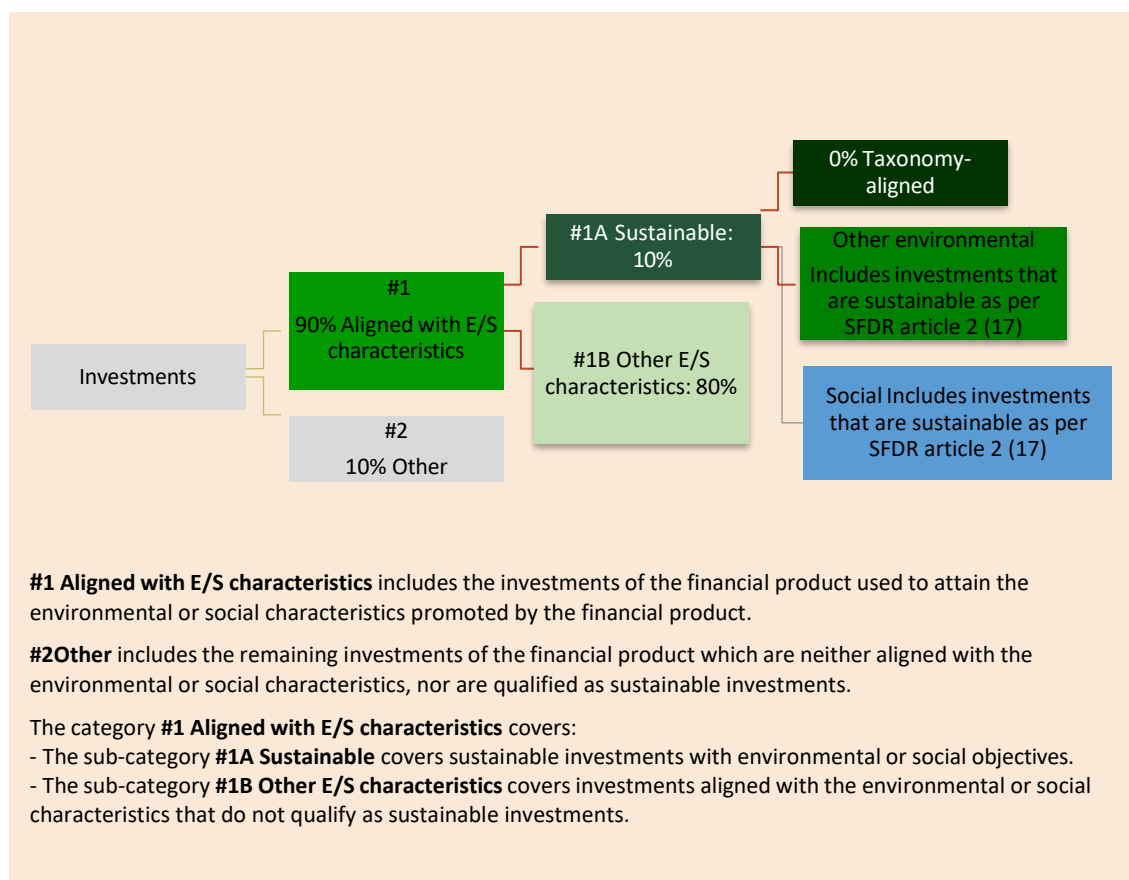 Investments
#1
90% Aligned with E/S
characteristics
#2
10% Other
#1A Sustainable:
10%
#1B Other E/S
characteristics: 80%
0% Taxonomy-
aligned
Other environmental
Includes investments that
are sustainable as per
SFDR article 2 (17)
Social Includes investments
that are sustainable as per
SFDR article 2 (17)
#1 Aligned with E/S characteristics includes the investments of the financial product used to attain the
environmental or social characteristics promoted by the financial product.
#2Other includes the remaining investments of the financial product which are neither aligned with the
environmental or social characteristics, nor are qualified as sustainable investments.
The category #1 Aligned with E/S characteristics covers:
- The sub-category #1A Sustainable covers sustainable investments with environmental or social objectives.
- The sub-category #1B Other E/S characteristics covers investments aligned with the environmental or social
characteristics that do not qualify as sustainable investments.